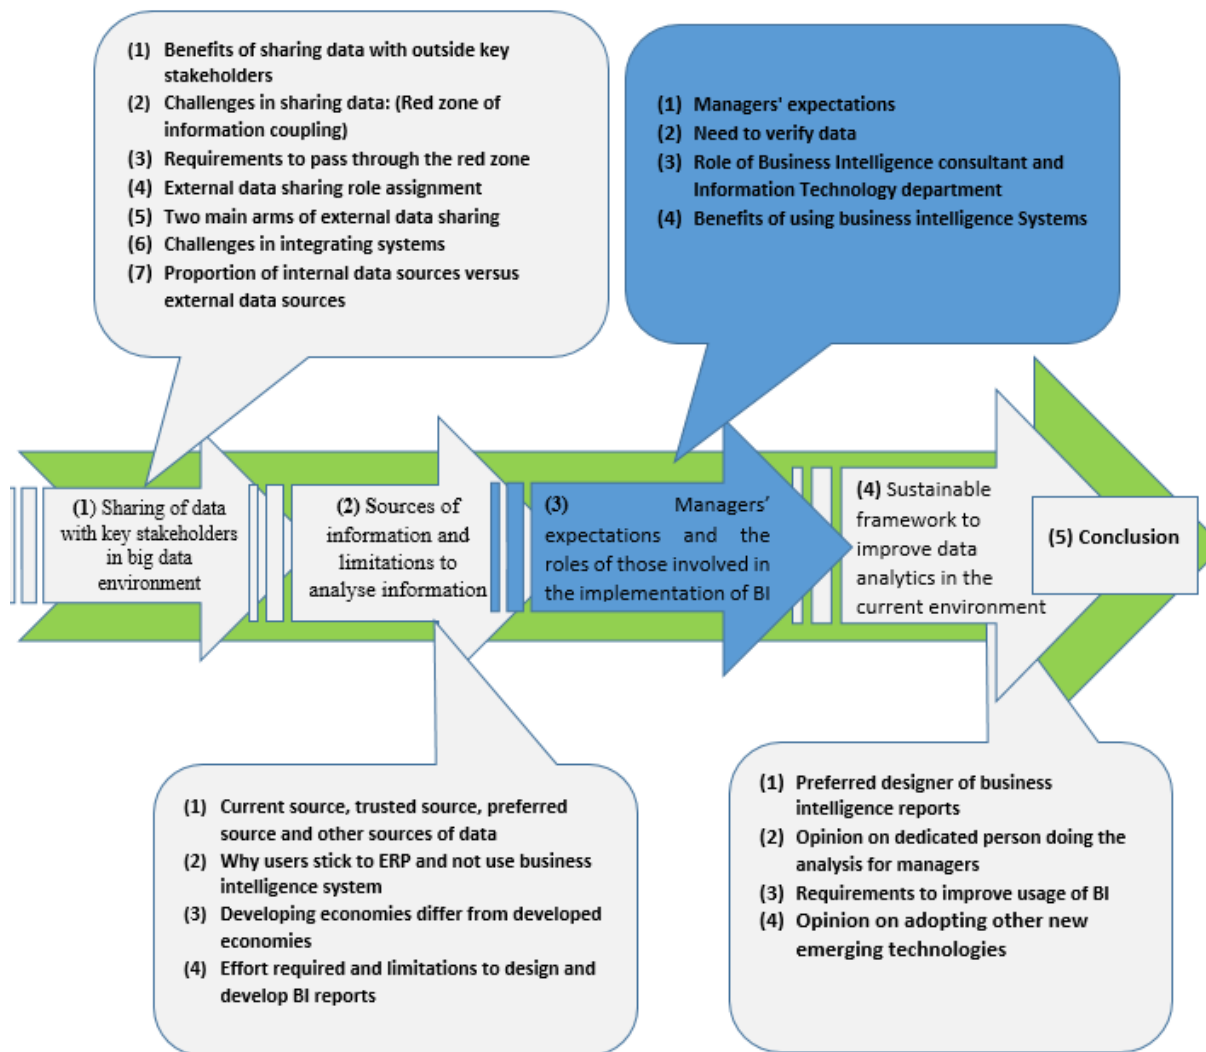 (1) Benefits of sharing data with outside key
stakeholders
(2) Challenges in sharing data: (Red zone of
information coupling)
(3) Requirements to pass through the red zone
(4) External data sharing role assignment
(5) Two main arms of external data sharing
(6) Challenges in integrating systems
(7) Proportion of internal data sources versus
external data sources
(1) Managers' expectations
(2) Need to verify data
(3) Role of Business Intelligence consultant and
Information Technology department
(4) Benefits of using business intelligence Systems
(1) Sharing of data
with key stakeholders
in big data
environment
(2) Sources of
information and
limitations to
analyse information
(3) Managers’
expectations and the
roles of those involved in
the implementation of BI
(4) Sustainable
framework to
improve data
analytics in the
current environment
(5) Conclusion
(1) Current source, trusted source, preferred
source and other sources of data
(2) Why users stick to ERP and not use business
intelligence system
(3) Developing economies differ from developed
economies
(4) Effort required and limitations to design and
develop BI reports
(1) Preferred designer of business
intelligence reports
(2) Opinion on dedicated person doing the
analysis for managers
(3) Requirements to improve usage of BI
(4) Opinion on adopting other new
emerging technologies